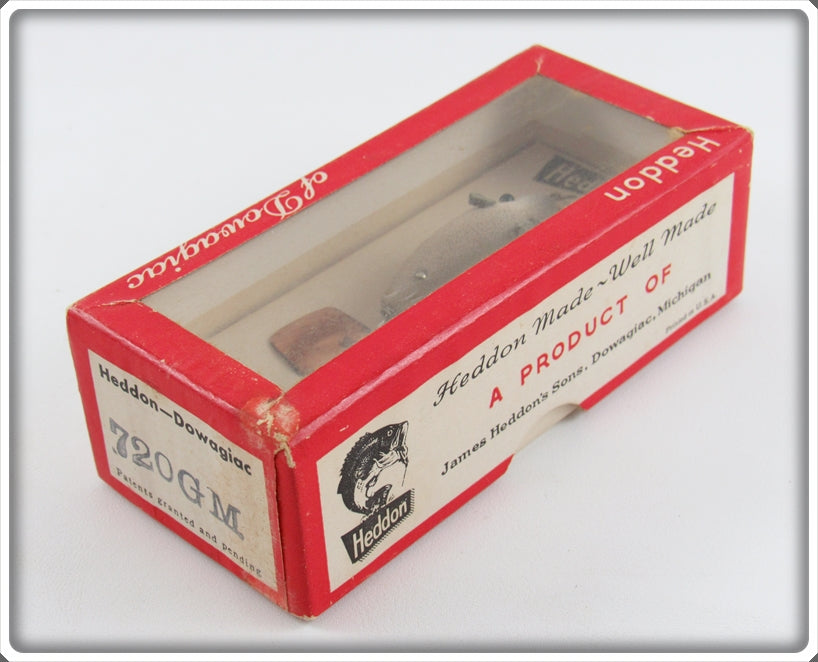 of Dowagiac
Heddon
Heddon
Heddon Made ~ Well Made
A PRODUCT OF
James Heddon's Sons, Dowagiac, Michigan
Printed in U.S.A.
Heddon
Heddon—Dowagiac
720GM
Patents granted and pending